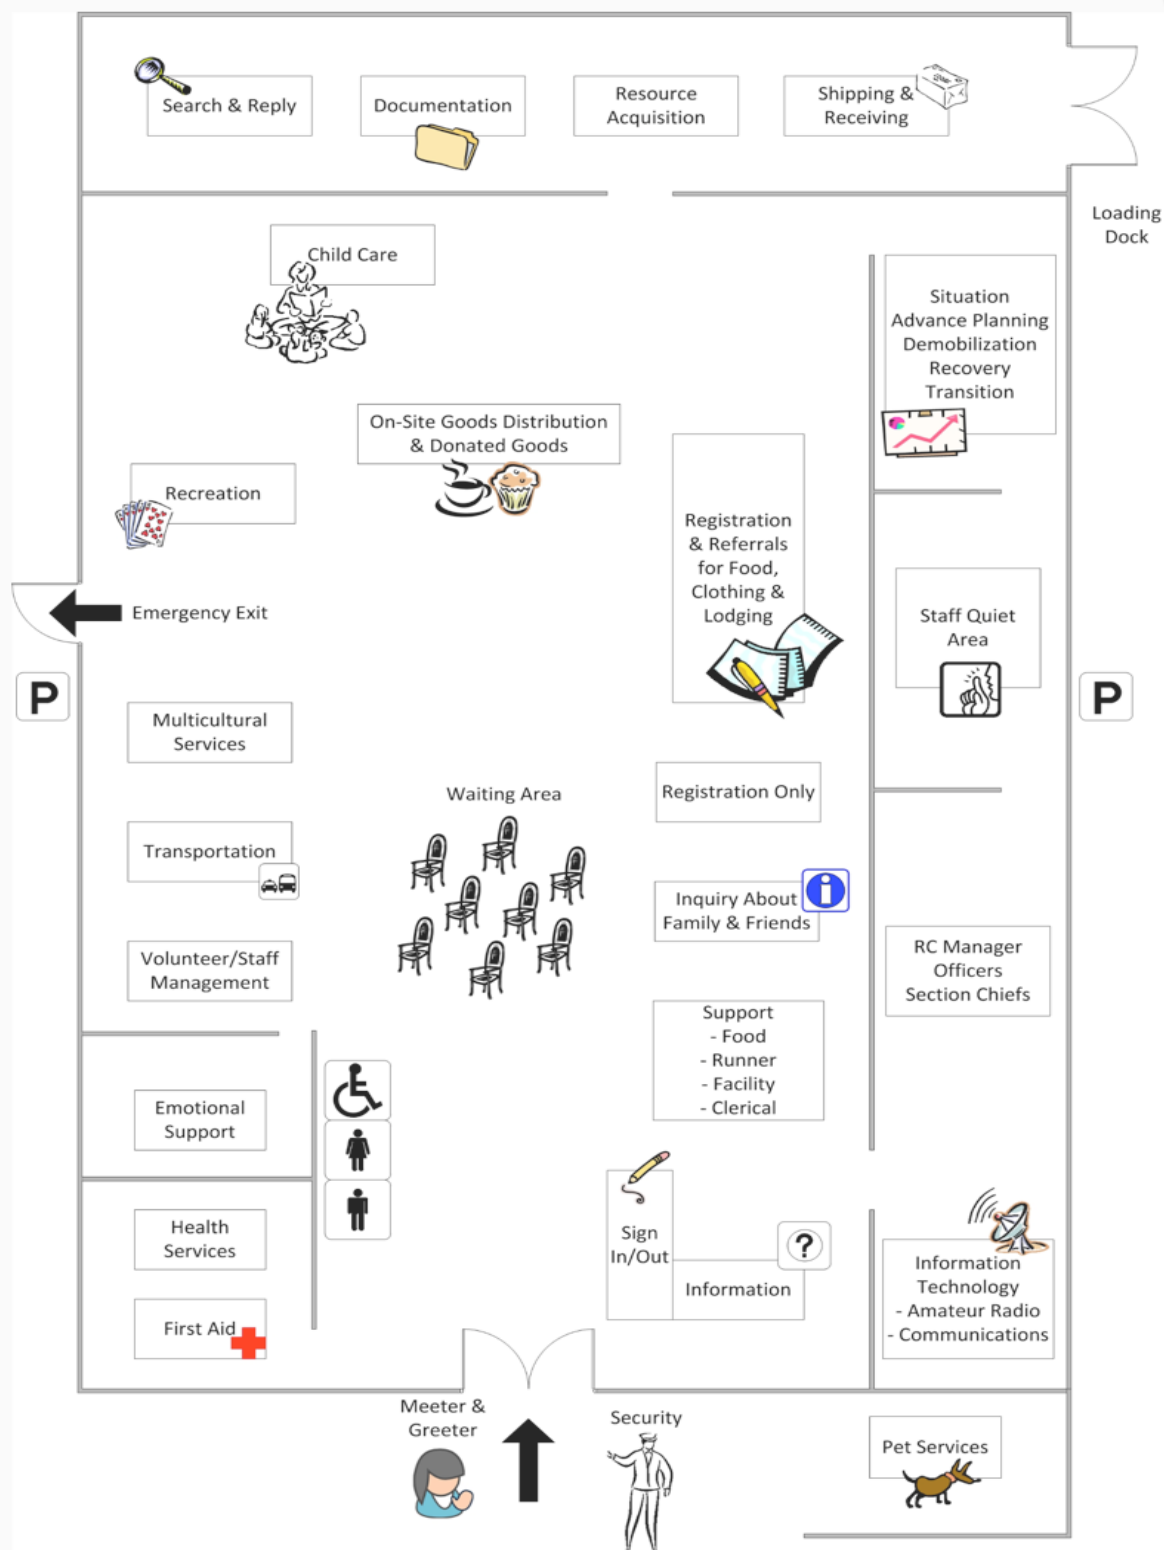 Search & Reply
Documentation
Resource
Acquisition
Shipping &
Receiving
Loading
Dock
Child Care
Situation
Advance Planning
Demobilization
Recovery
Transition
On-Site Goods Distribution
& Donated Goods
Recreation
Registration
& Referrals
for Food,
Clothing &
Lodging
Emergency Exit
Staff Quiet
Area
P
P
Multicultural
Services
Waiting Area
Registration Only
Transportation
Inquiry About
Family & Friends
i
Volunteer/Staff
Management
RC Manager
Officers
Section Chiefs
Support
- Food
- Runner
- Facility
- Clerical
Emotional
Support
Health
Services
Sign
In/Out
?
Information
Information
Technology
- Amateur Radio
- Communications
First Aid
Meeter &
Greeter
Security
Pet Services